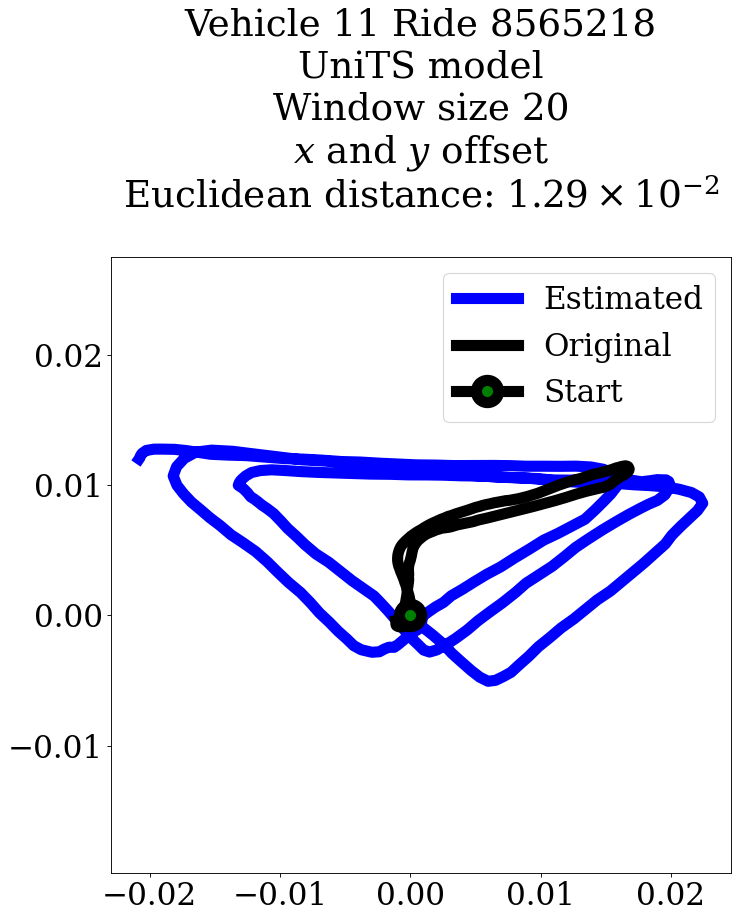 Vehicle 11 Ride 8565218
UniTS model
Window size 20
x and y offset
Euclidean distance: 1.29 × 10⁻²
Estimated
Original
Start
0.02
0.01
0.00
−0.01
−0.02 −0.01 0.00 0.01 0.02